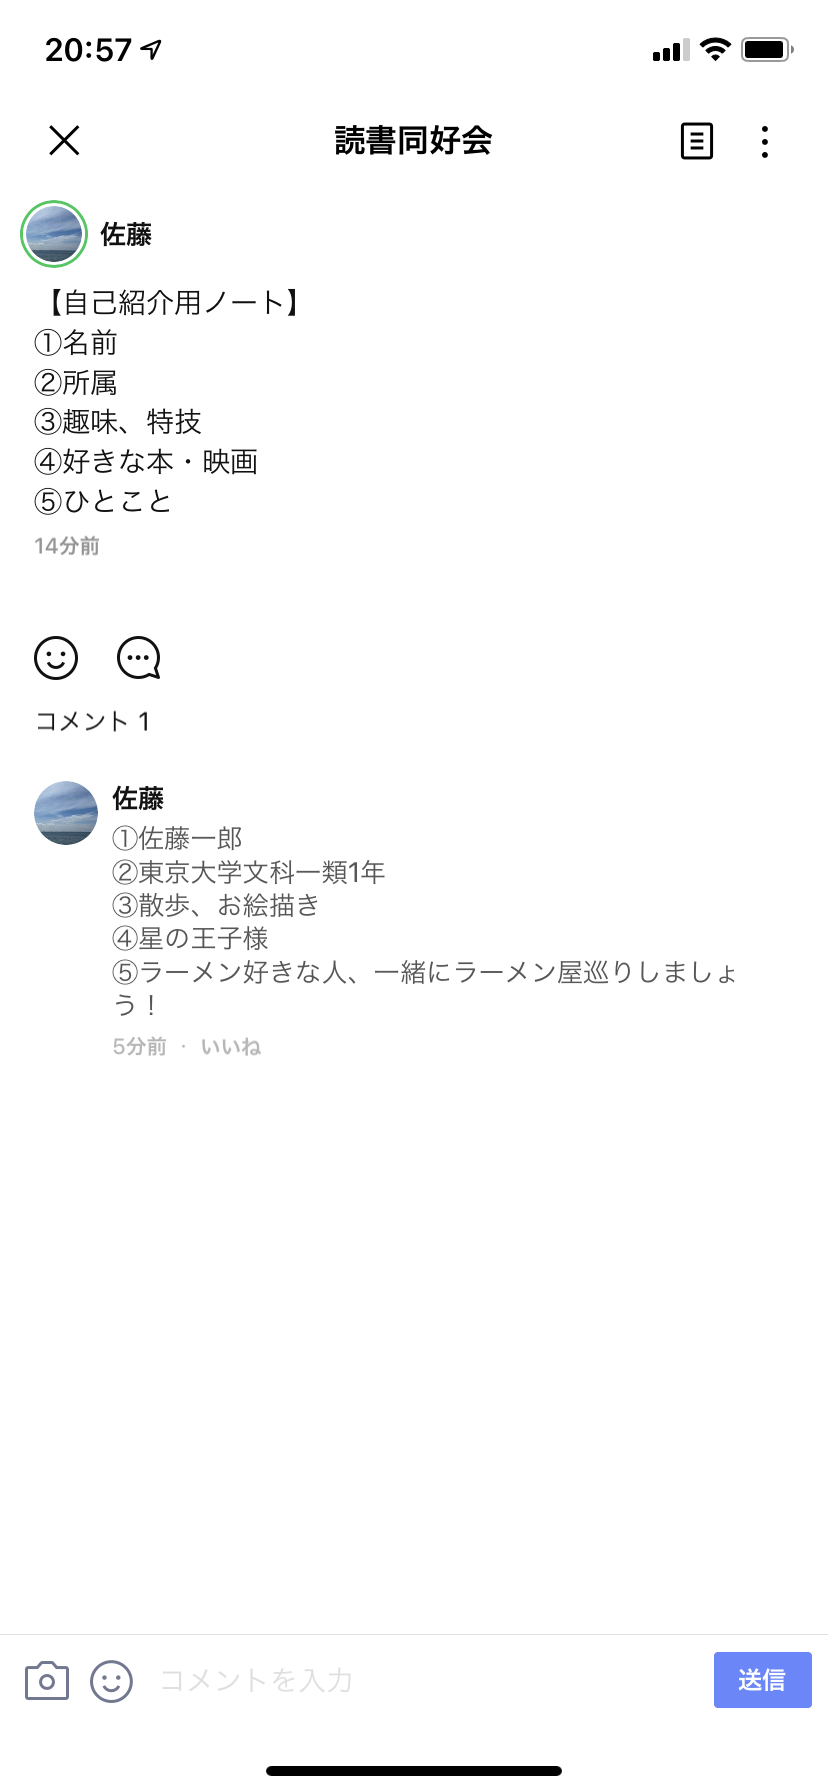 20:57
読書同好会
佐藤
【自己紹介用ノート】
①名前
②所属
③趣味、特技
④好きな本・映画
⑤ひとこと
14分前
コメント 1
佐藤
①佐藤一郎
②東京大学文科一類1年
③散歩、お絵描き
④星の王子様
⑤ラーメン好きな人、一緒にラーメン屋巡りしましょ
う！
5分前 · いいね
コメントを入力
送信